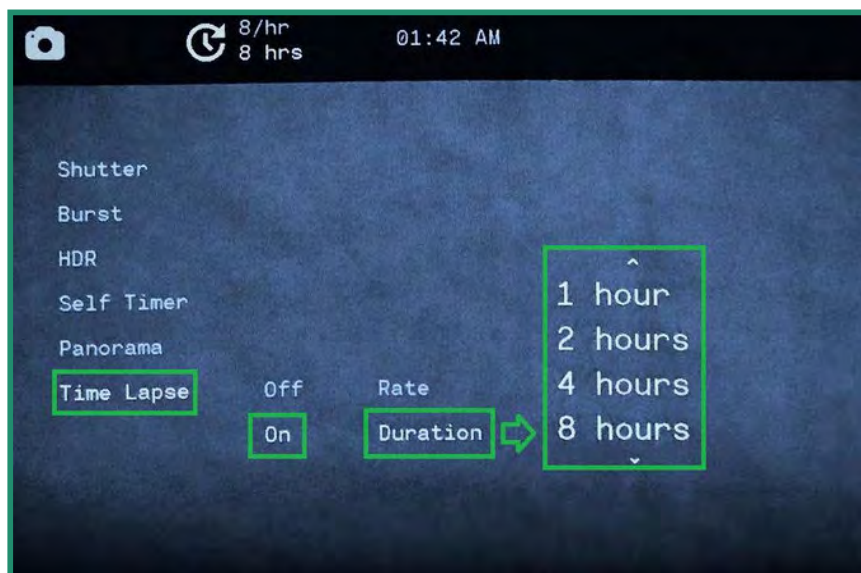 8/hr
8 hrs
01:42 AM
Shutter
Burst
HDR
Self Timer
Panorama
Time Lapse
Off
On
Rate
Duration
1 hour
2 hours
4 hours
8 hours